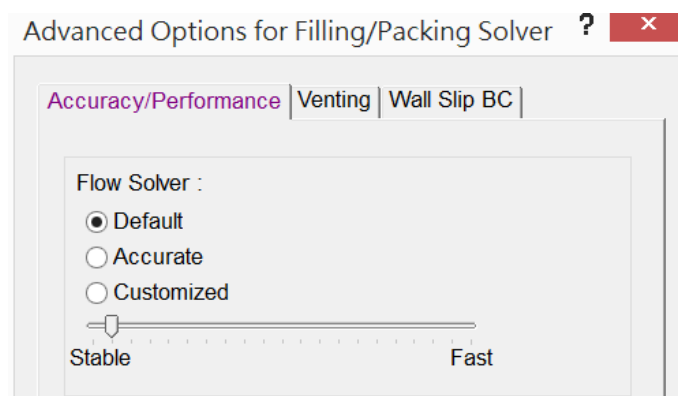 Advanced Options for Filling/Packing Solver ? ×
Accuracy/Performance Venting Wall Slip BC
Flow Solver :
Default
Accurate
Customized
Stable Fast